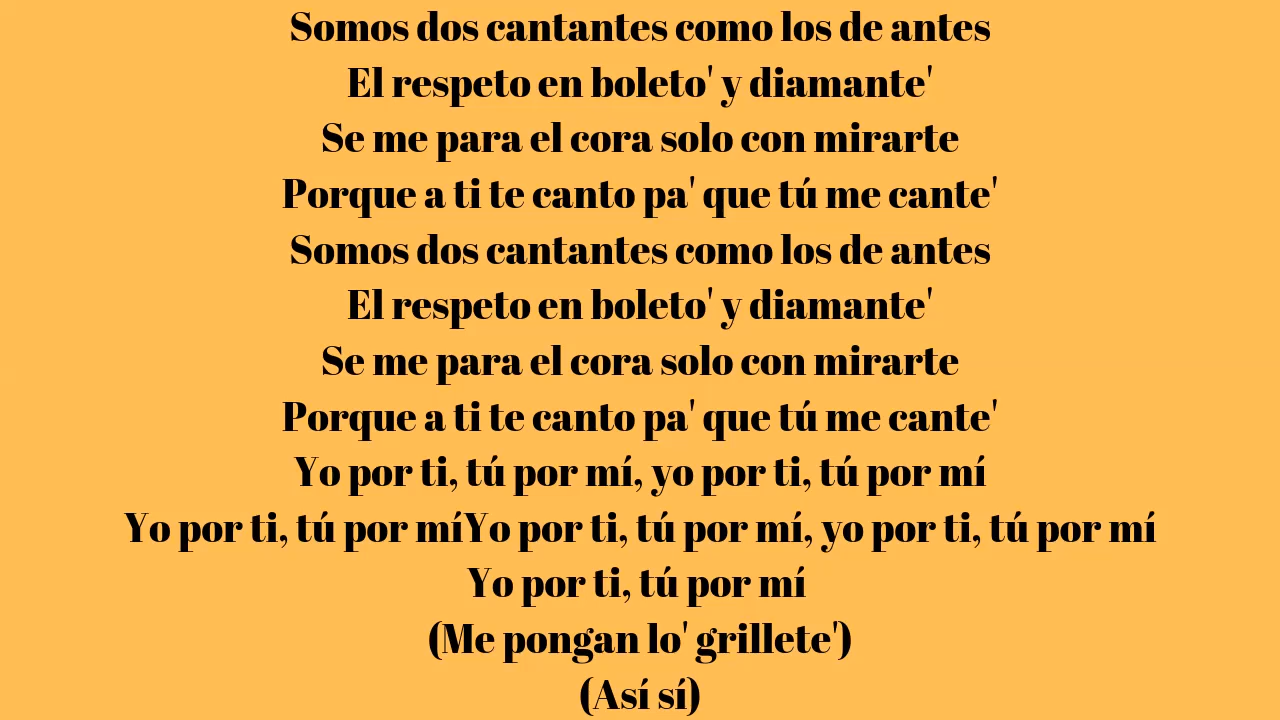 Somos dos cantantes como los de antes
El respeto en boleto' y diamante'
Se me para el cora solo con mirarte
Porque a ti te canto pa' que tú me cante'
Somos dos cantantes como los de antes
El respeto en boleto' y diamante'
Se me para el cora solo con mirarte
Porque a ti te canto pa' que tú me cante'
Yo por ti, tú por mí, yo por ti, tú por mí
Yo por ti, tú por míYo por ti, tú por mí, yo por ti, tú por mí
Yo por ti, tú por mí
(Me pongan lo' grillete')
(Así sí)